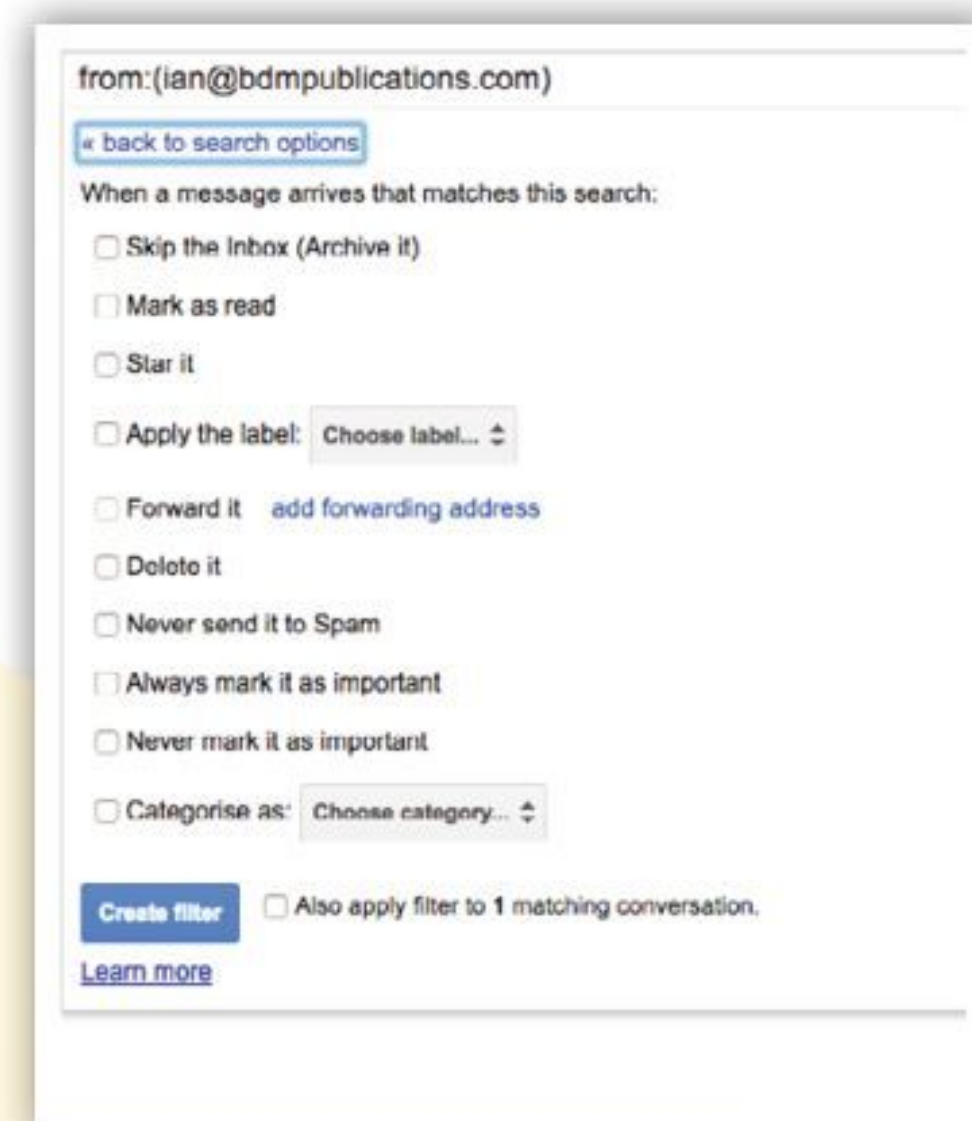 from:(ian@bdmpublications.com)
« back to search options
When a message arrives that matches this search:
Skip the Inbox (Archive it)
Mark as read
Star it
Apply the label: Choose label...
Forward it add forwarding address
Delete it
Never send it to Spam
Always mark it as important
Never mark it as important
Categorise as: Choose category...
Create filter Also apply filter to 1 matching conversation.
Learn more